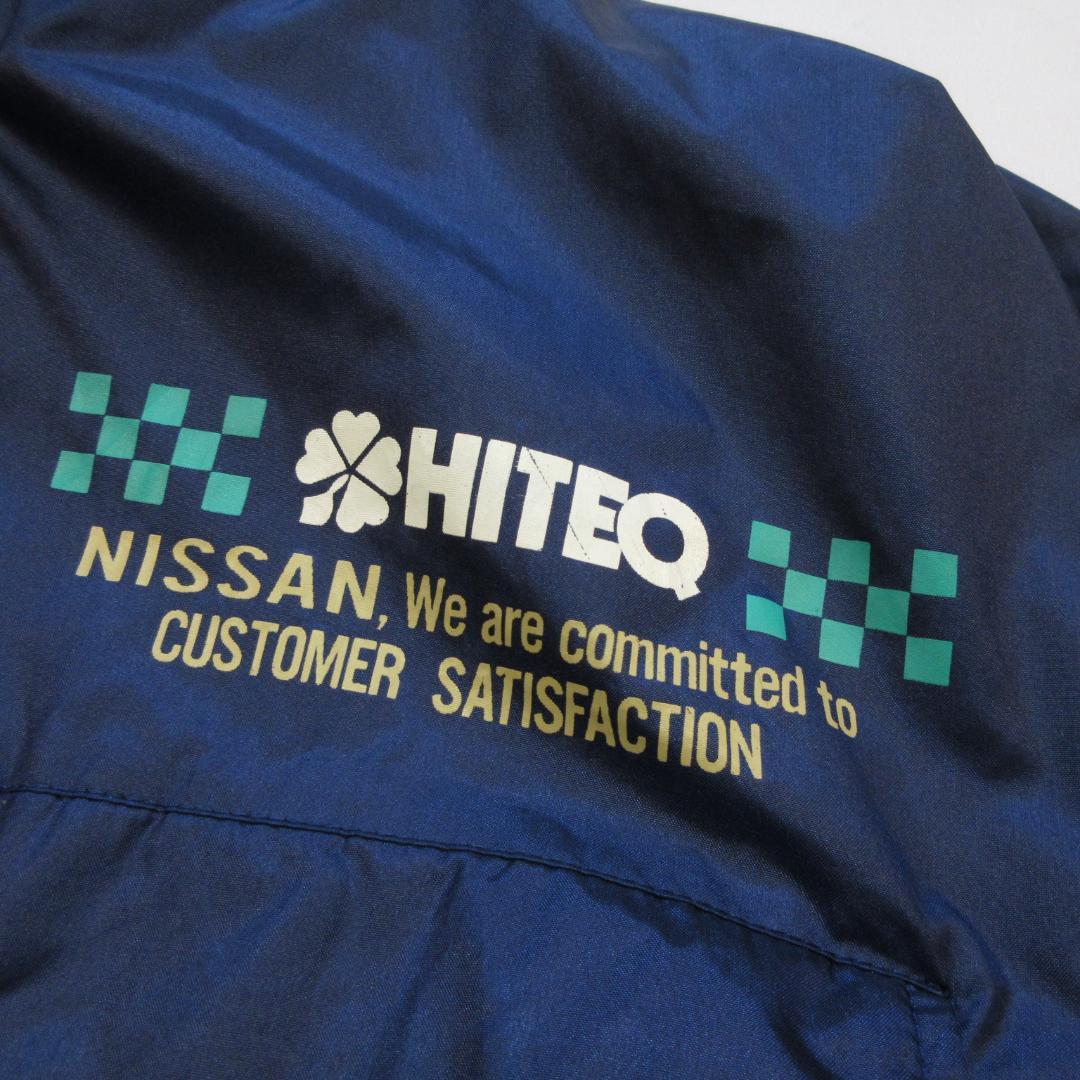 HITEQ
NISSAN, We are committed to
CUSTOMER SATISFACTION